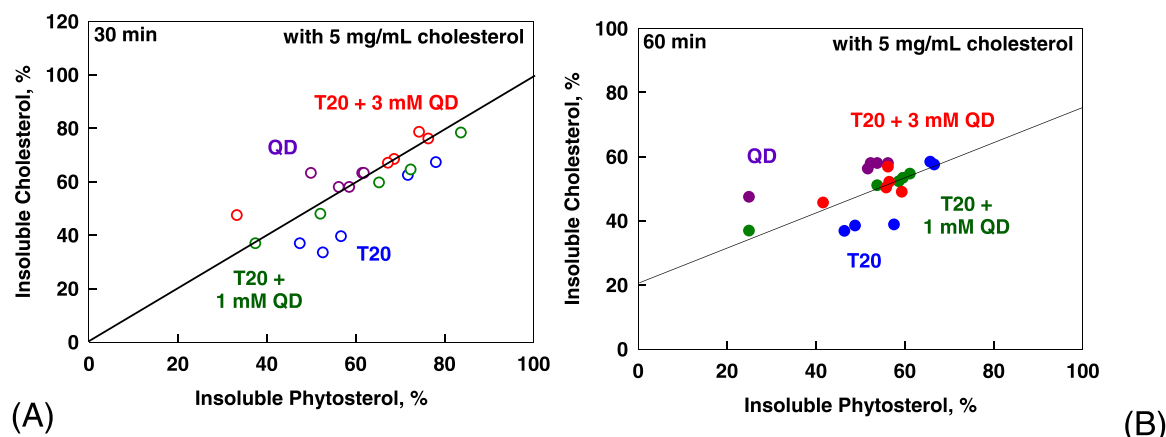 30 min
with 5 mg/mL cholesterol
120
100
80
60
40
20
0
Insoluble Cholesterol, %
T20 + 3 mM QD
QD
T20
T20 +
1 mM QD
0
20
40
60
80
100
Insoluble Phytosterol, %
(A)
60 min
with 5 mg/mL cholesterol
100
80
60
40
20
0
Insoluble Cholesterol, %
T20 + 3 mM QD
QD
T20 +
1 mM QD
T20
0
20
40
60
80
100
Insoluble Phytosterol, %
(B)